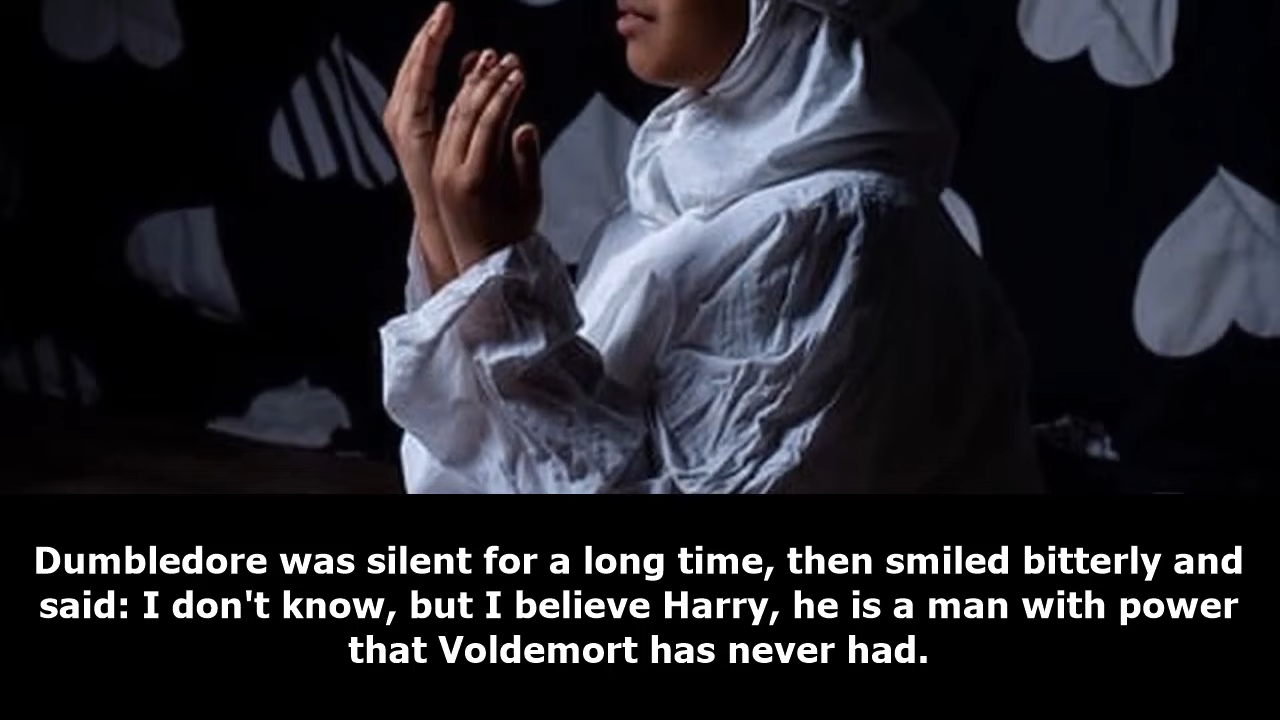 Dumbledore was silent for a long time, then smiled bitterly and
said: I don't know, but I believe Harry, he is a man with power
that Voldemort has never had.